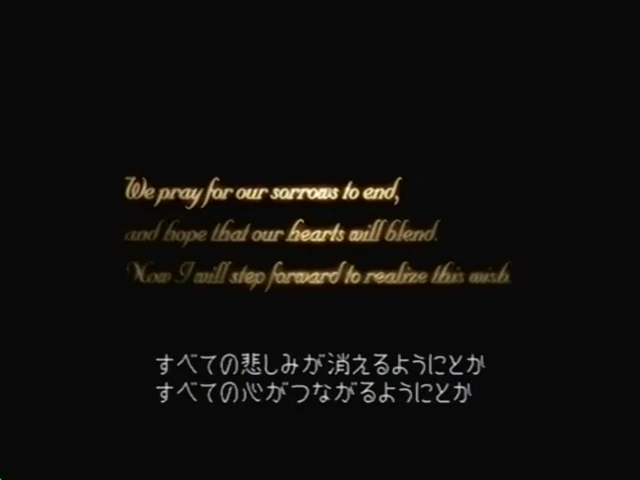 We pray for our sorrows to end,
and hope that our hearts will blend.
Now I will step forward to realize this wish.
すべての悲しみが消えるようにとか
すべての心がつながるようにとか